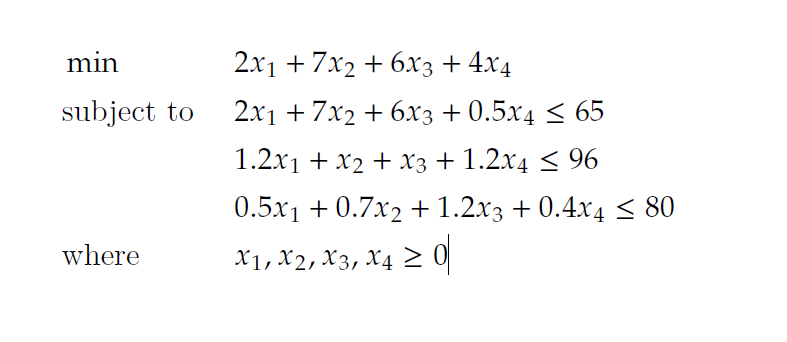 min 2x₁ + 7x₂ + 6x₃ + 4x₄
subject to 2x₁ + 7x₂ + 6x₃ + 0.5x₄ ≤ 65
1.2x₁ + x₂ + x₃ + 1.2x₄ ≤ 96
0.5x₁ + 0.7x₂ + 1.2x₃ + 0.4x₄ ≤ 80
where x₁, x₂, x₃, x₄ ≥ 0